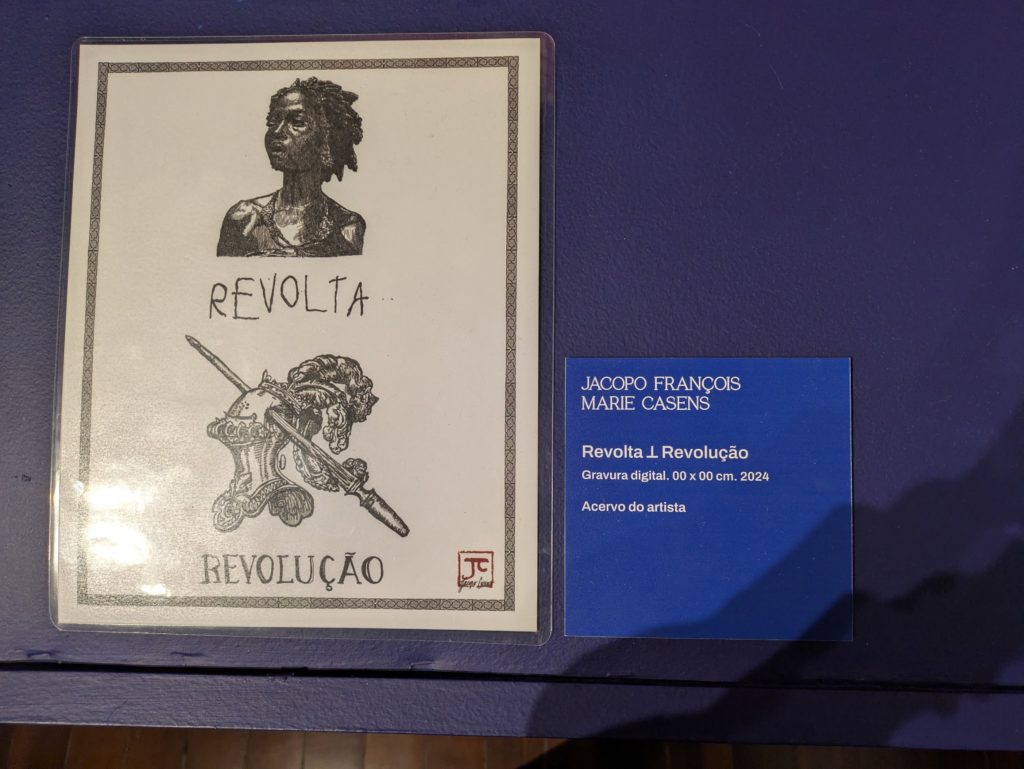 REVOLTA
REVOLUÇÃO
JC
JACOPO FRANÇOIS
MARIE CASENS
Revolta ⊥ Revolução
Gravura digital. 00 x 00 cm. 2024
Acervo do artista